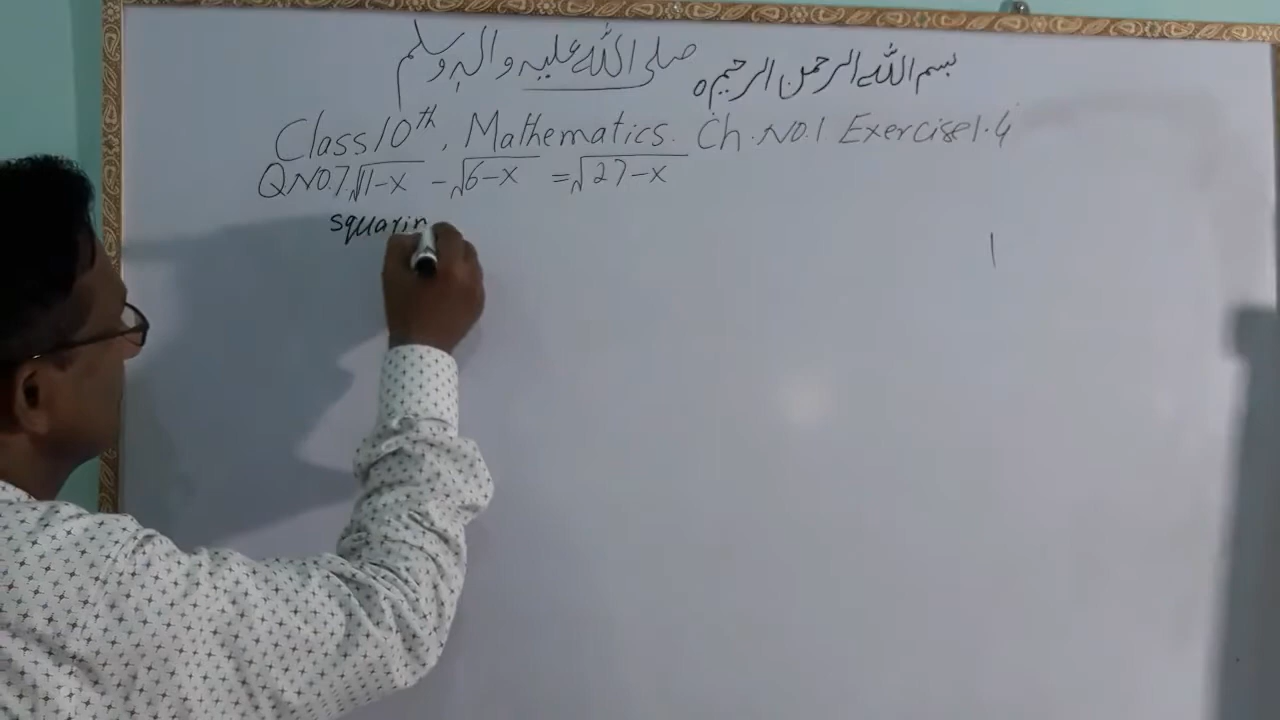 بسم اللہ الرحمن الرحیم ہ صلی اللہ علیہ والہ وسلم
Class 10th, Mathematics. Ch. No.1 Exercise 1.4
Q No.7 √11-x - √6-x = √27-x
squarin